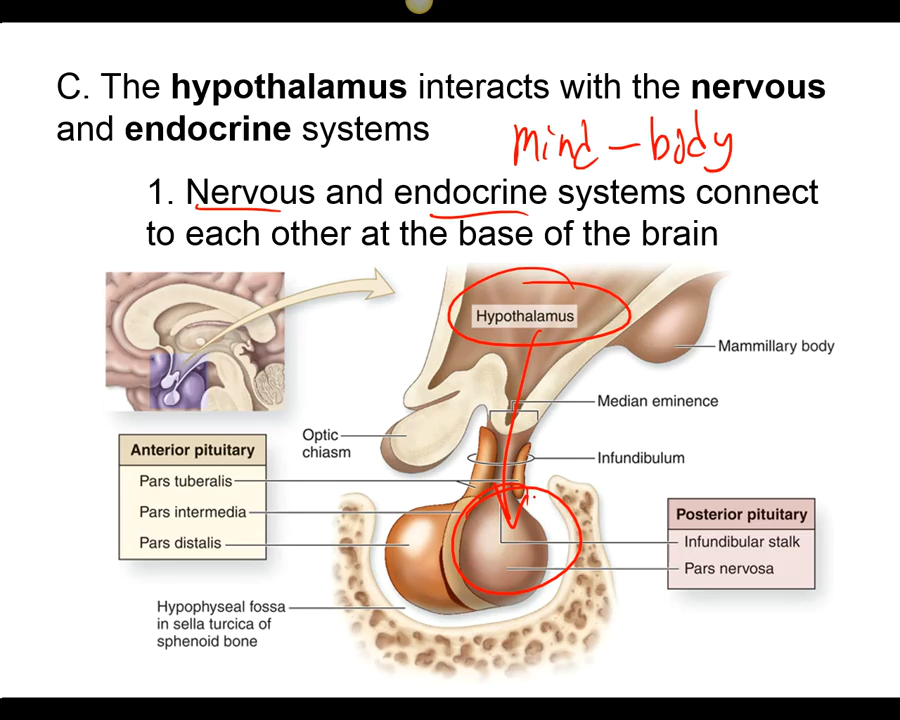 C. The hypothalamus interacts with the nervous
and endocrine systems
mind - body
1. Nervous and endocrine systems connect
to each other at the base of the brain
Hypothalamus
Mammillary body
Median eminence
Optic
chiasm
Infundibulum
Anterior pituitary
Pars tuberalis
Pars intermedia
Pars distalis
Posterior pituitary
Infundibular stalk
Pars nervosa
Hypophyseal fossa
in sella turcica of
sphenoid bone